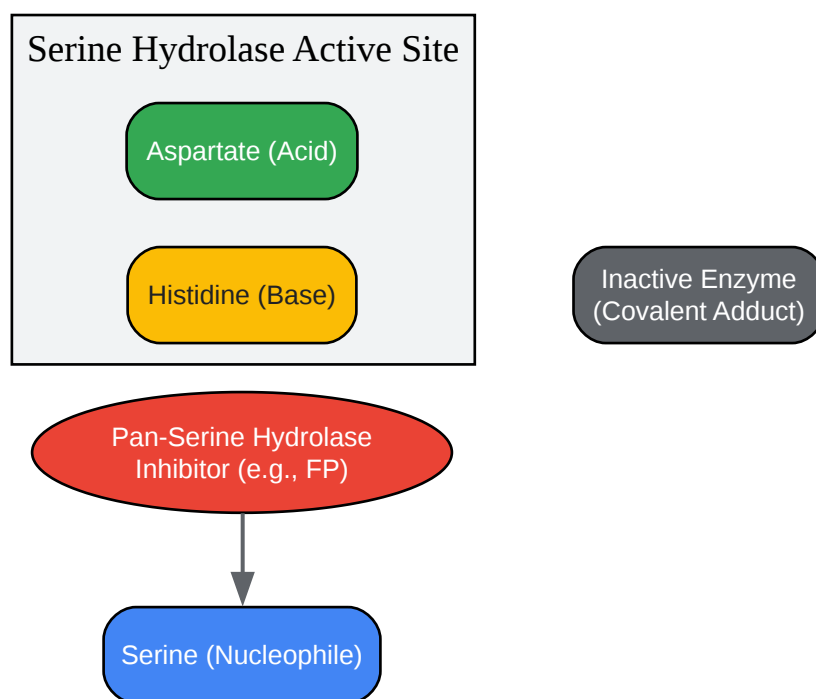 Serine Hydrolase Active Site
Aspartate (Acid)
Histidine (Base)
Inactive Enzyme
(Covalent Adduct)
Pan-Serine Hydrolase
Inhibitor (e.g., FP)
Serine (Nucleophile)